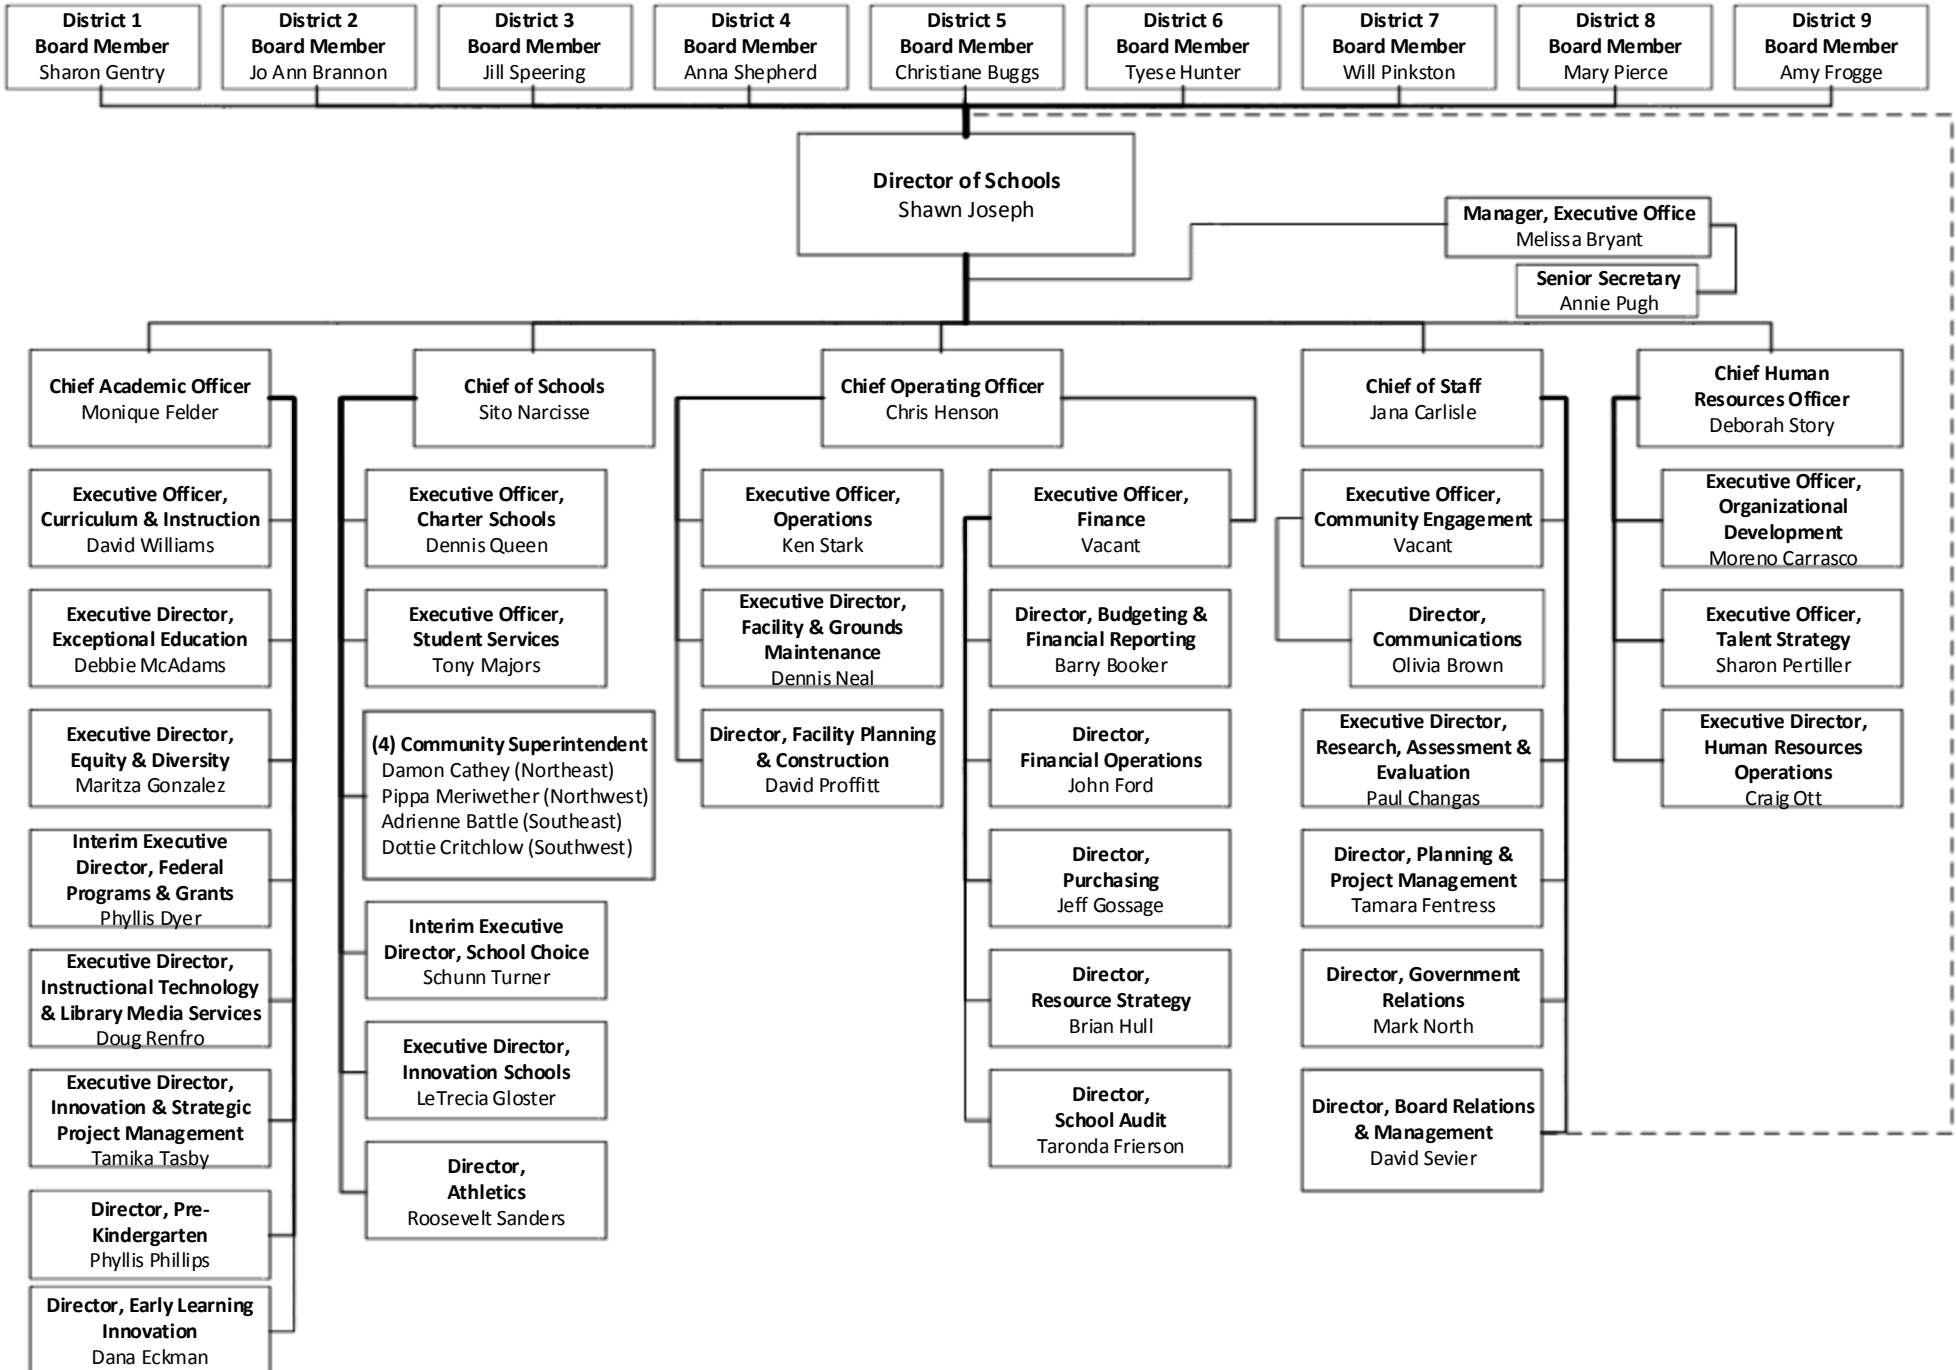 District 1
Board Member
Sharon Gentry
District 2
Board Member
Jo Ann Brannon
District 3
Board Member
Jill Speering
District 4
Board Member
Anna Shepherd
District 5
Board Member
Christiane Buggs
District 6
Board Member
Tyese Hunter
District 7
Board Member
Will Pinkston
District 8
Board Member
Mary Pierce
District 9
Board Member
Amy Frogge
Director of Schools
Shawn Joseph
Manager, Executive Office
Melissa Bryant
Senior Secretary
Annie Pugh
Chief Academic Officer
Monique Felder
Executive Officer,
Curriculum & Instruction
David Williams
Executive Director,
Exceptional Education
Debbie McAdams
Executive Director,
Equity & Diversity
Maritza Gonzalez
Interim Executive
Director, Federal
Programs & Grants
Phyllis Dyer
Executive Director,
Instructional Technology
& Library Media Services
Doug Renfro
Executive Director,
Innovation & Strategic
Project Management
Tamika Tasby
Director, Pre-
Kindergarten
Phyllis Phillips
Director, Early Learning
Innovation
Dana Eckman
Chief of Schools
Sito Narcisse
Executive Officer,
Charter Schools
Dennis Queen
Executive Officer,
Student Services
Tony Majors
(4) Community Superintendent
Damon Cathey (Northeast)
Pippa Meriwether (Northwest)
Adrienne Battle (Southeast)
Dottie Critchlow (Southwest)
Interim Executive
Director, School Choice
Schunn Turner
Executive Director,
Innovation Schools
LeTrecia Gloster
Director,
Athletics
Roosevelt Sanders
Chief Operating Officer
Chris Henson
Executive Officer,
Operations
Ken Stark
Executive Director,
Facility & Grounds
Maintenance
Dennis Neal
Director, Facility Planning
& Construction
David Proffitt
Executive Officer,
Finance
Vacant
Director, Budgeting &
Financial Reporting
Barry Booker
Director,
Financial Operations
John Ford
Director,
Purchasing
Jeff Gossage
Director,
Resource Strategy
Brian Hull
Director,
School Audit
Taronda Frierson
Chief of Staff
Jana Carlisle
Executive Officer,
Community Engagement
Vacant
Director,
Communications
Olivia Brown
Executive Director,
Research, Assessment &
Evaluation
Paul Changas
Director, Planning &
Project Management
Tamara Fentress
Director, Government
Relations
Mark North
Director, Board Relations
& Management
David Sevier
Chief Human
Resources Officer
Deborah Story
Executive Officer,
Organizational
Development
Moreno Carrasco
Executive Officer,
Talent Strategy
Sharon Pertiller
Executive Director,
Human Resources
Operations
Craig Ott